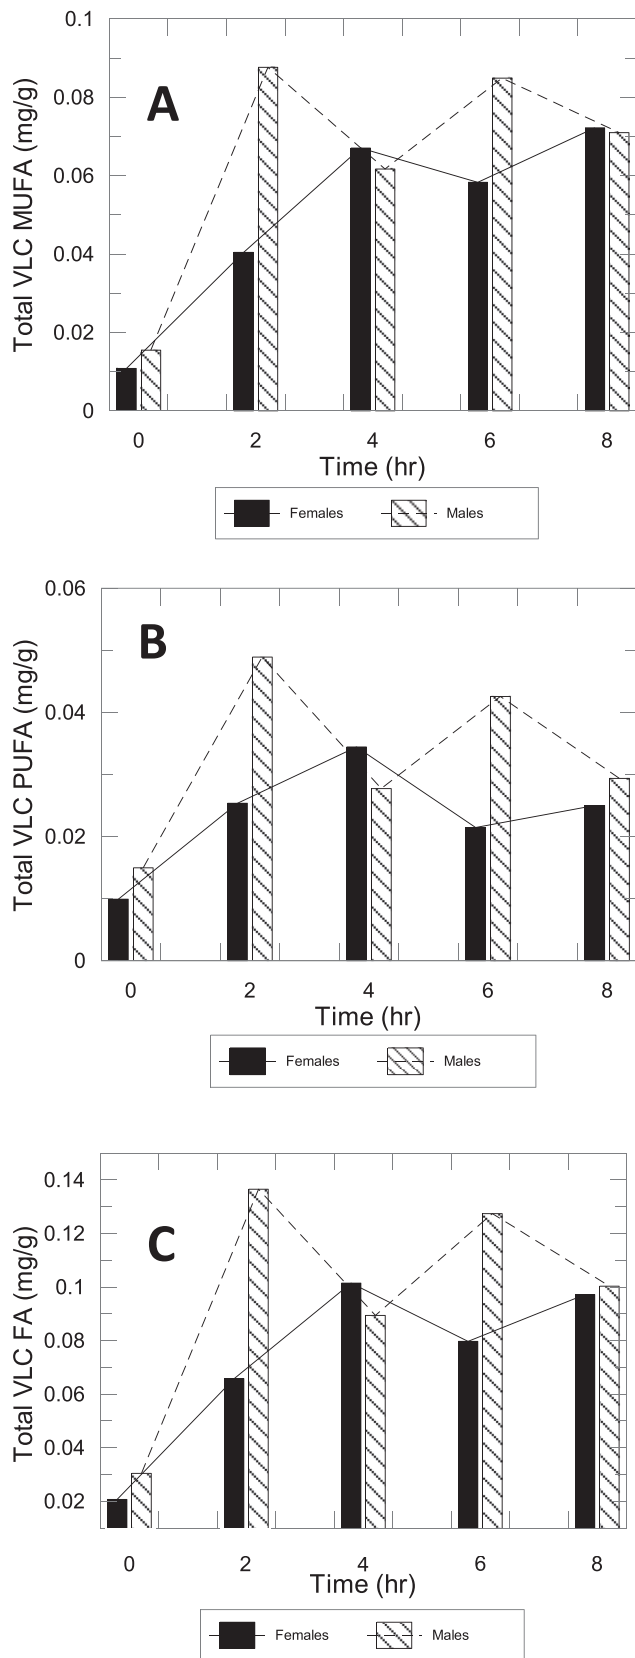 0.1
0.08
0.06
0.04
0.02
0
Total VLC MUFA (mg/g)
A
0 2 4 6 8
Time (hr)
Females Males
0.06
0.04
0.02
0
Total VLC PUFA (mg/g)
B
0 2 4 6 8
Time (hr)
Females Males
0.14
0.12
0.1
0.08
0.06
0.04
0.02
Total VLC FA (mg/g)
C
0 2 4 6 8
Time (hr)
Females Males